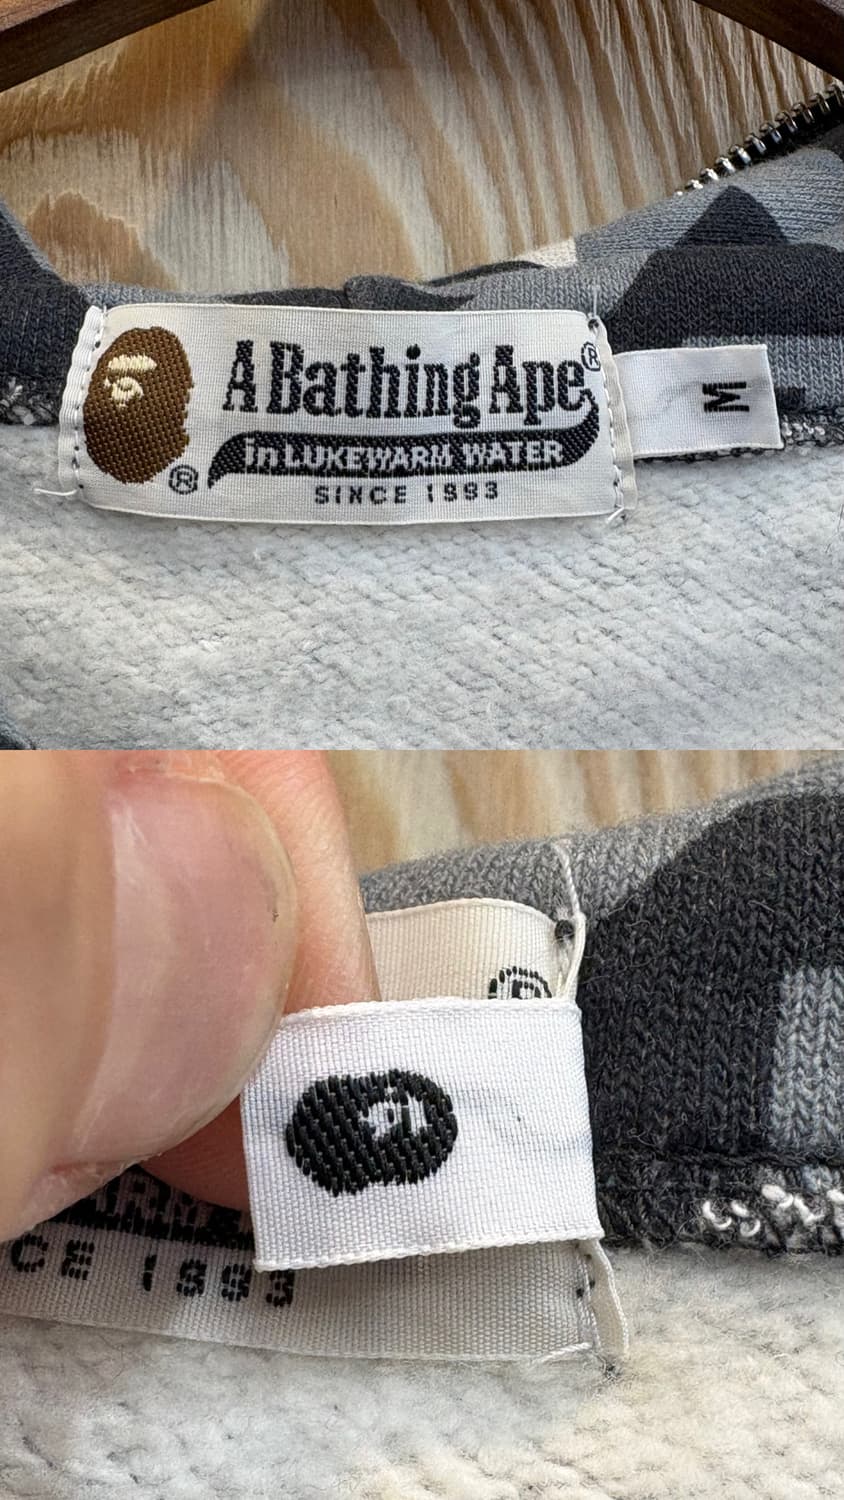 A Bathing Ape®
in LUKEWARM WATER
®
SINCE 1993
M
®
CE 1993